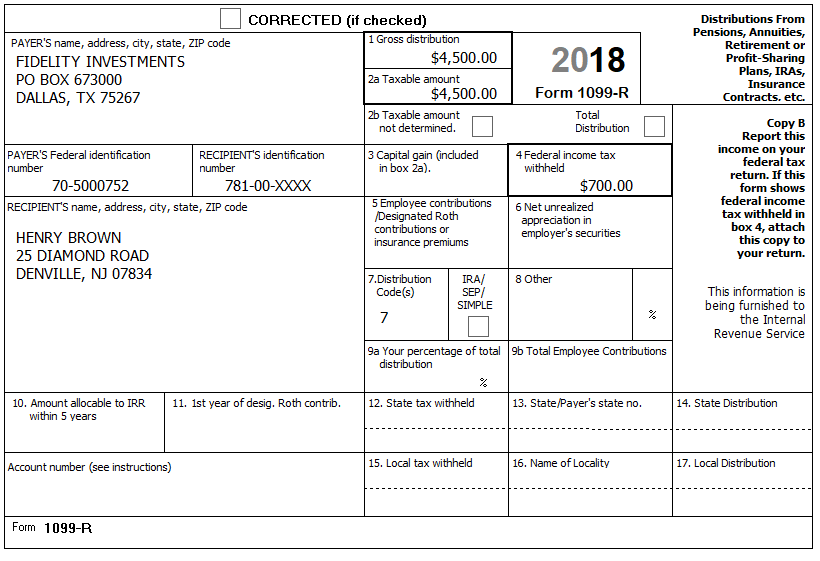 CORRECTED (if checked)
PAYER'S name, address, city, state, ZIP code
FIDELITY INVESTMENTS
PO BOX 673000
DALLAS, TX 75267
1 Gross distribution
$4,500.00
2a Taxable amount
$4,500.00
2018
Form 1099-R
Distributions From
Pensions, Annuities,
Retirement or
Profit-Sharing
Plans, IRAs,
Insurance
Contracts. etc.
2b Taxable amount
not determined.
Total
Distribution
Copy B
Report this
income on your
federal tax
return. If this
form shows
federal income
tax withheld in
box 4, attach
this copy to
your return.
This information is
being furnished to
the Internal
Revenue Service
PAYER'S Federal identification
number
70-5000752
RECIPIENT'S identification
number
781-00-XXXX
3 Capital gain (included
in box 2a).
4 Federal income tax
withheld
$700.00
RECIPIENT'S name, address, city, state, ZIP code
HENRY BROWN
25 DIAMOND ROAD
DENVILLE, NJ 07834
5 Employee contributions
/Designated Roth
contributions or
insurance premiums
6 Net unrealized
appreciation in
employer's securities
7.Distribution
Code(s)
7
IRA/
SEP/
SIMPLE
8 Other
%
9a Your percentage of total
distribution
%
9b Total Employee Contributions
10. Amount allocable to IRR
within 5 years
11. 1st year of desig. Roth contrib.
12. State tax withheld
13. State/Payer's state no.
14. State Distribution
Account number (see instructions)
15. Local tax withheld
16. Name of Locality
17. Local Distribution
Form 1099-R